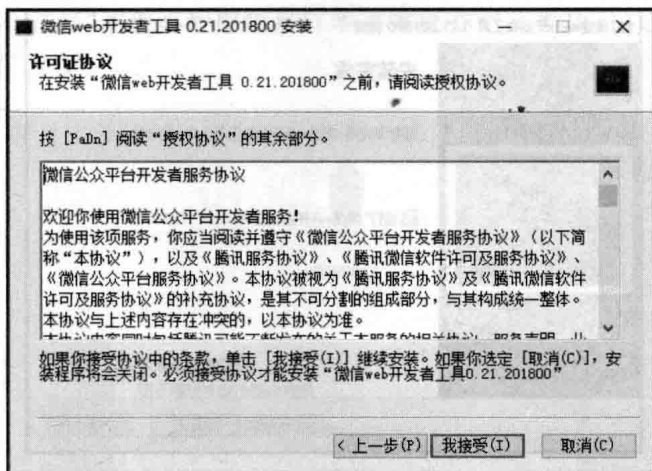 微信web开发者工具 0.21.201800 安装
许可证协议
在安装“微信web开发者工具 0.21.201800”之前，请阅读授权协议。
按 [PaDn] 阅读“授权协议”的其余部分。
微信公众平台开发者服务协议
欢迎你使用微信公众平台开发者服务!
为使用该项服务，你应当阅读并遵守《微信公众平台开发者服务协议》（以下简
称“本协议”），以及《腾讯服务协议》、《腾讯微信软件许可及服务协议》、
《微信公众平台服务协议》。本协议被视为《腾讯服务协议》及《腾讯微信软件
许可及服务协议》的补充协议，是其不可分割的组成部分，与其构成统一整体。
本协议与上述内容存在冲突的，以本协议为准。
如果你接受协议中的条款，单击 [我接受(I)] 继续安装。如果你选定 [取消(C)]，安
装程序将会关闭。必须接受协议才能安装“微信web开发者工具0.21.201800”
< 上一步(P)
我接受(I)
取消(C)